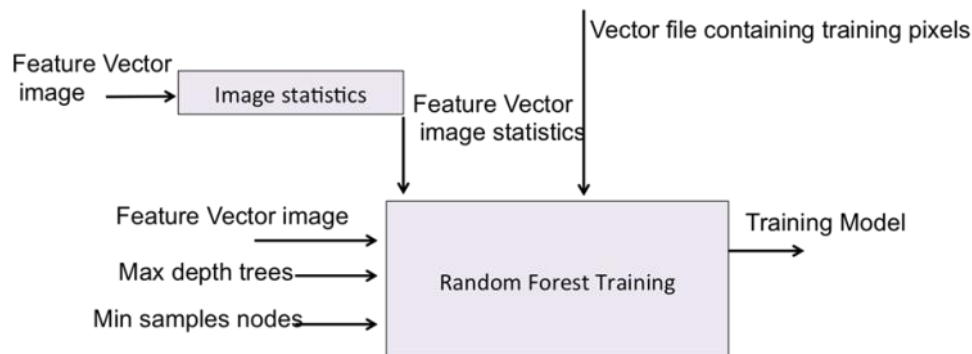 Vector file containing training pixels
Feature Vector
image
Image statistics
Feature Vector
image statistics
Feature Vector image
Max depth trees
Min samples nodes
Random Forest Training
Training Model